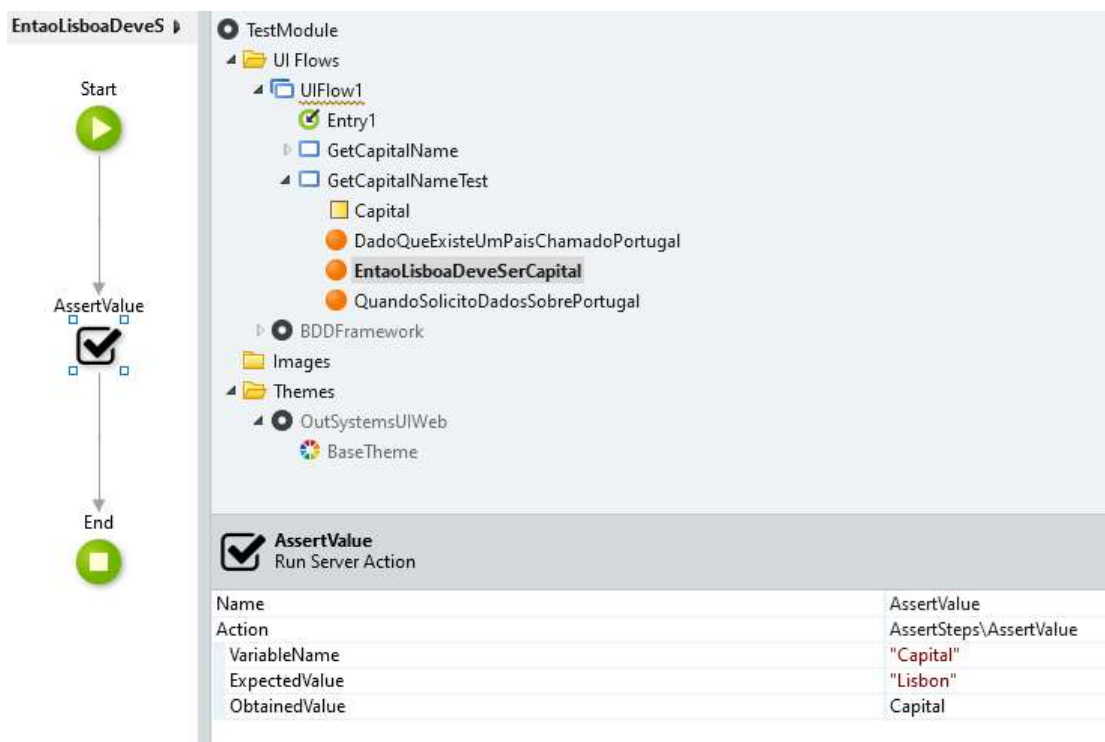 EntaoLisboaDeveS
Start
AssertValue
End
TestModule
UI Flows
UIFlow1
Entry1
GetCapitalName
GetCapitalNameTest
Capital
DadoQueExisteUmPaisChamadoPortugal
EntaoLisboaDeveSerCapital
QuandoSolicitoDadosSobrePortugal
BDDFramework
Images
Themes
OutSystemsUIWeb
BaseTheme
AssertValue
Run Server Action
Name AssertValue
Action AssertSteps\AssertValue
VariableName "Capital"
ExpectedValue "Lisbon"
ObtainedValue Capital